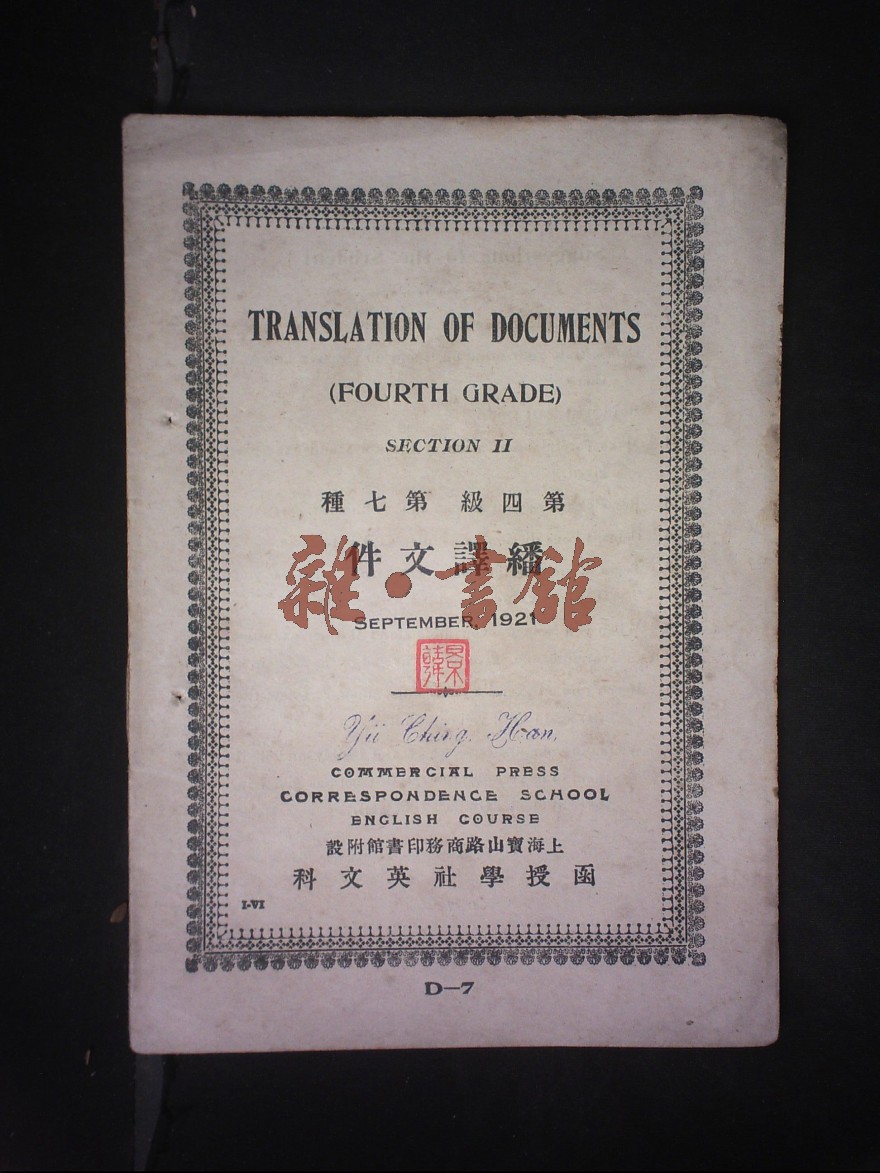 TRANSLATION OF DOCUMENTS
(FOURTH GRADE)
SECTION II
第四級 第七種
繙譯文件
雜·書館
SEPTEMBER, 1921
景韓
Yü Ching Han.
COMMERCIAL PRESS
CORRESPONDENCE SCHOOL
ENGLISH COURSE
上海寶山路商務印書館附設
函授學社英文科
I-VI
D—7